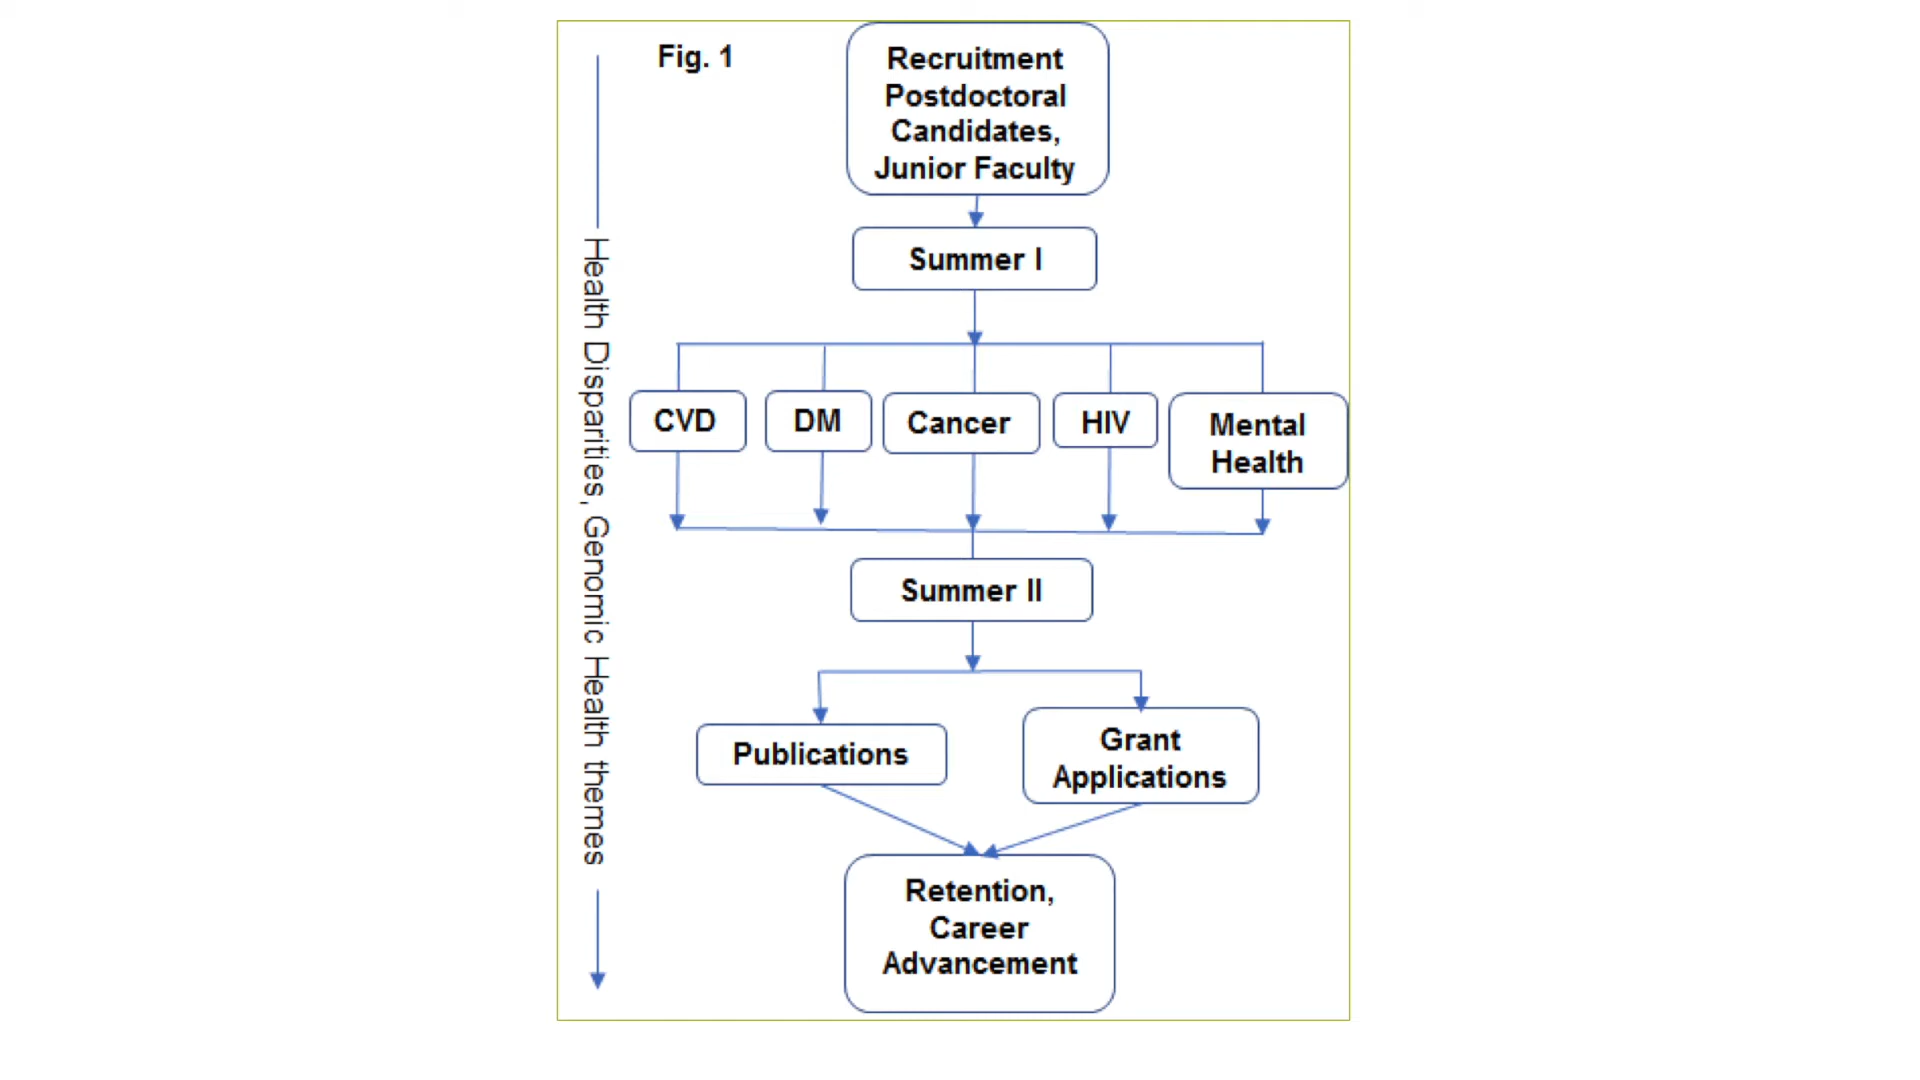 Fig. 1
Recruitment
Postdoctoral
Candidates,
Junior Faculty
Summer I
CVD
DM
Cancer
HIV
Mental
Health
Summer II
Publications
Grant
Applications
Retention,
Career
Advancement
Health Disparities, Genomic Health themes